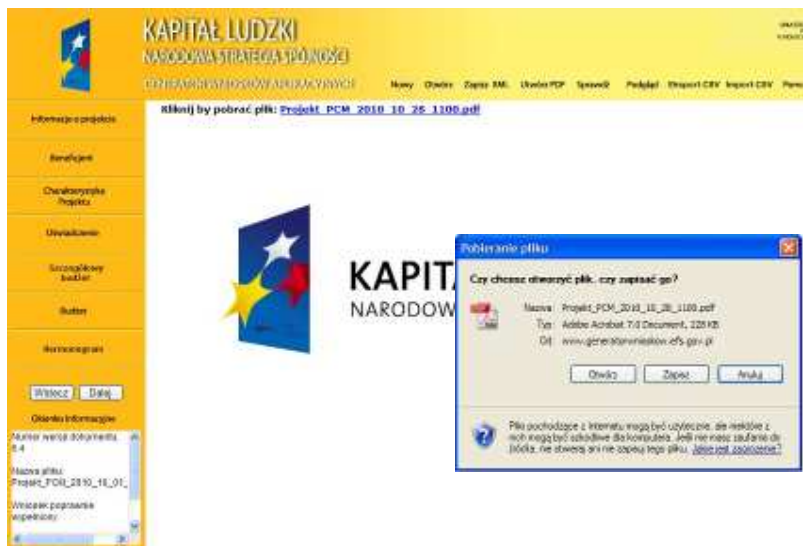 KAPITAŁ LUDZKI
NARODOWA STRATEGIA SPÓJNOŚCI
Nowy Otwórz Zapisz XML Utwórz PDF Sprawdź Podgląd Eksport CSV Import CSV
Kliknij by pobrać plik: Projekt_PCM_2010_10_28_1100.pdf
Informacje o projekcie
Beneficjent
Charakterystyka
Projektu
Oświadczenie
Szczegółowy
budżet
Budżet
Harmonogram
Wstecz Dalej
Okienko Informacyjne
Numer wersji dokumentu
6.4
Nazwa pliku:
Wniosek poprawnie
wypełniony
KAPIT
NARODOW
Pobieranie pliku
Czy chcesz otworzyć plik, czy zapisać go?
Nazwa: Projekt_PCM_2010_10_28_1100.pdf
Typ: Adobe Acrobat 7.0 Document, 228 KB
Od: www.generatorwnioskow.efs.gov.pl
Otwórz Zapisz Anuluj
Pliki pochodzące z Internetu mogą być użyteczne, ale niektóre z
nich mogą być szkodliwe dla komputera. Jeśli nie masz zaufania do
źródła, nie otwieraj ani nie zapisuj tego pliku. Jakie jest zagrożenie?